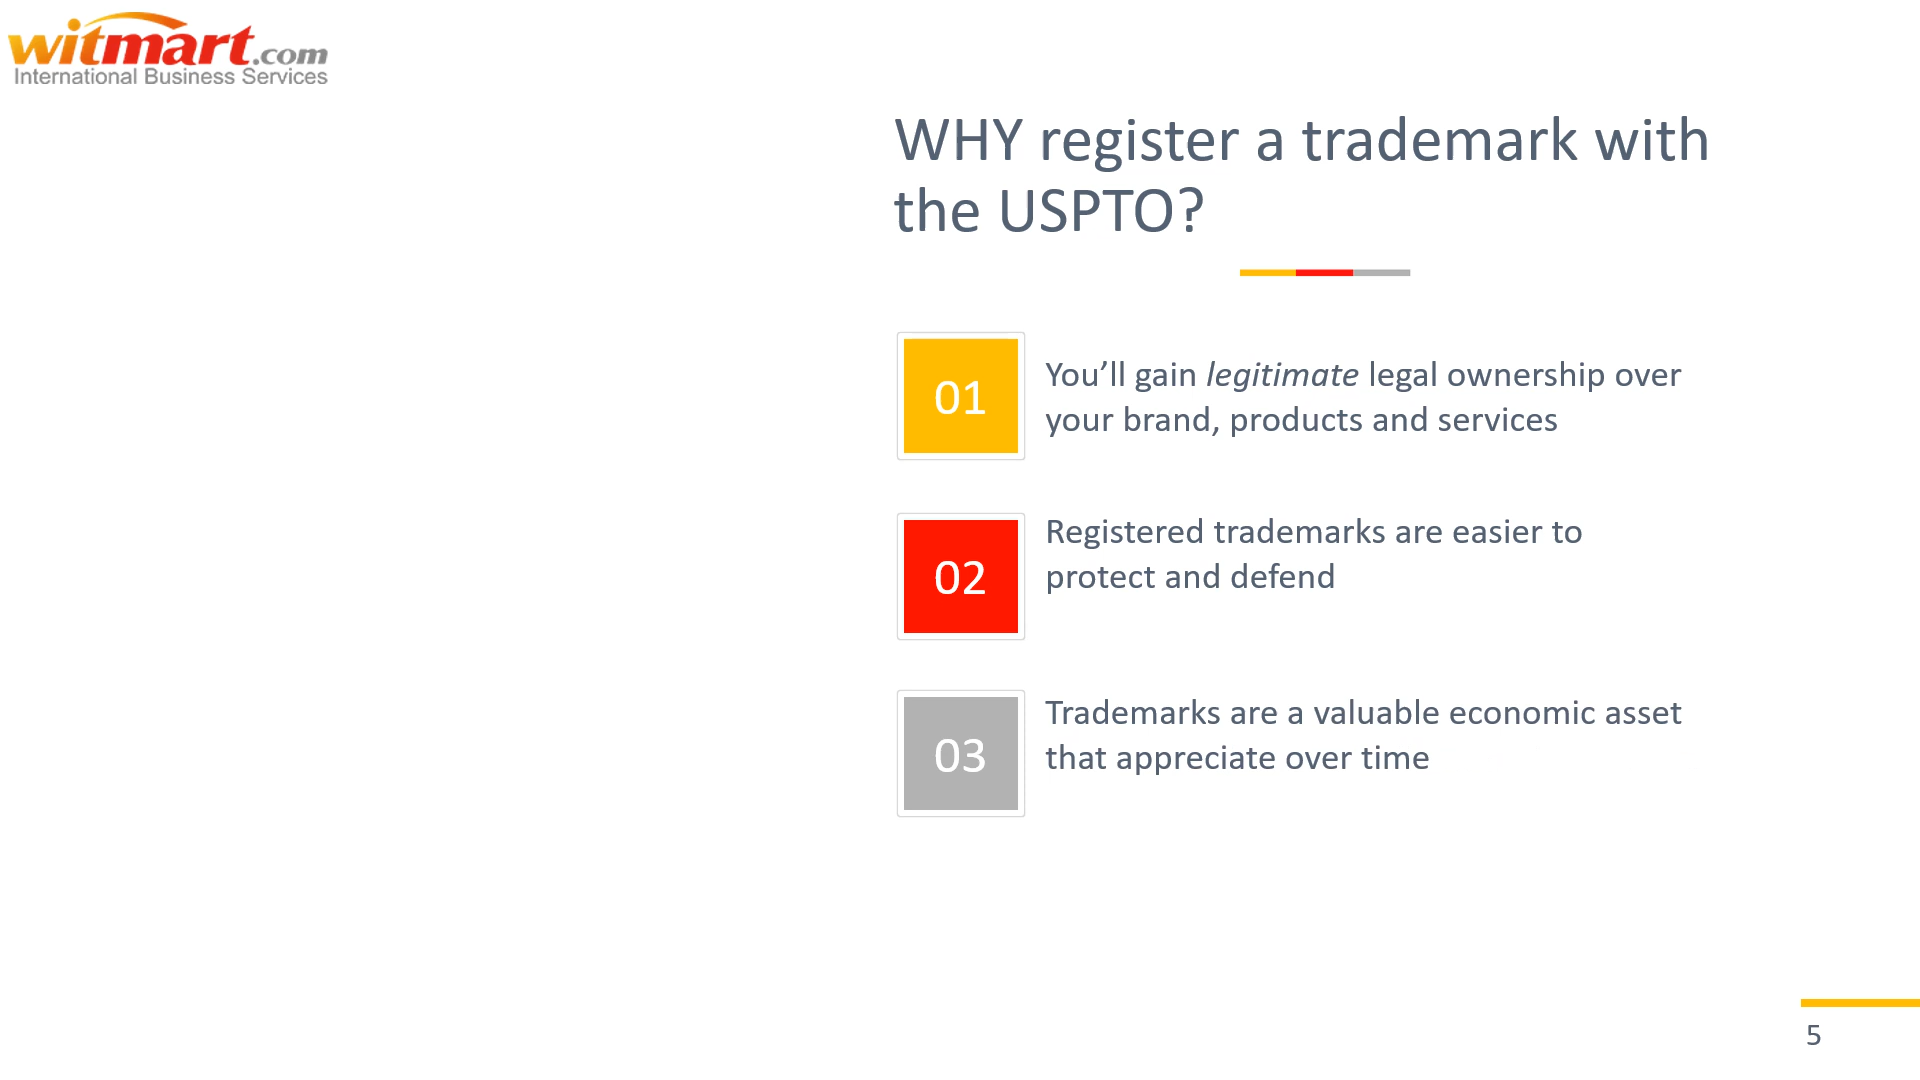 witmart.com
International Business Services
WHY register a trademark with
the USPTO?
01
You’ll gain legitimate legal ownership over
your brand, products and services
02
Registered trademarks are easier to
protect and defend
03
Trademarks are a valuable economic asset
that appreciate over time
5